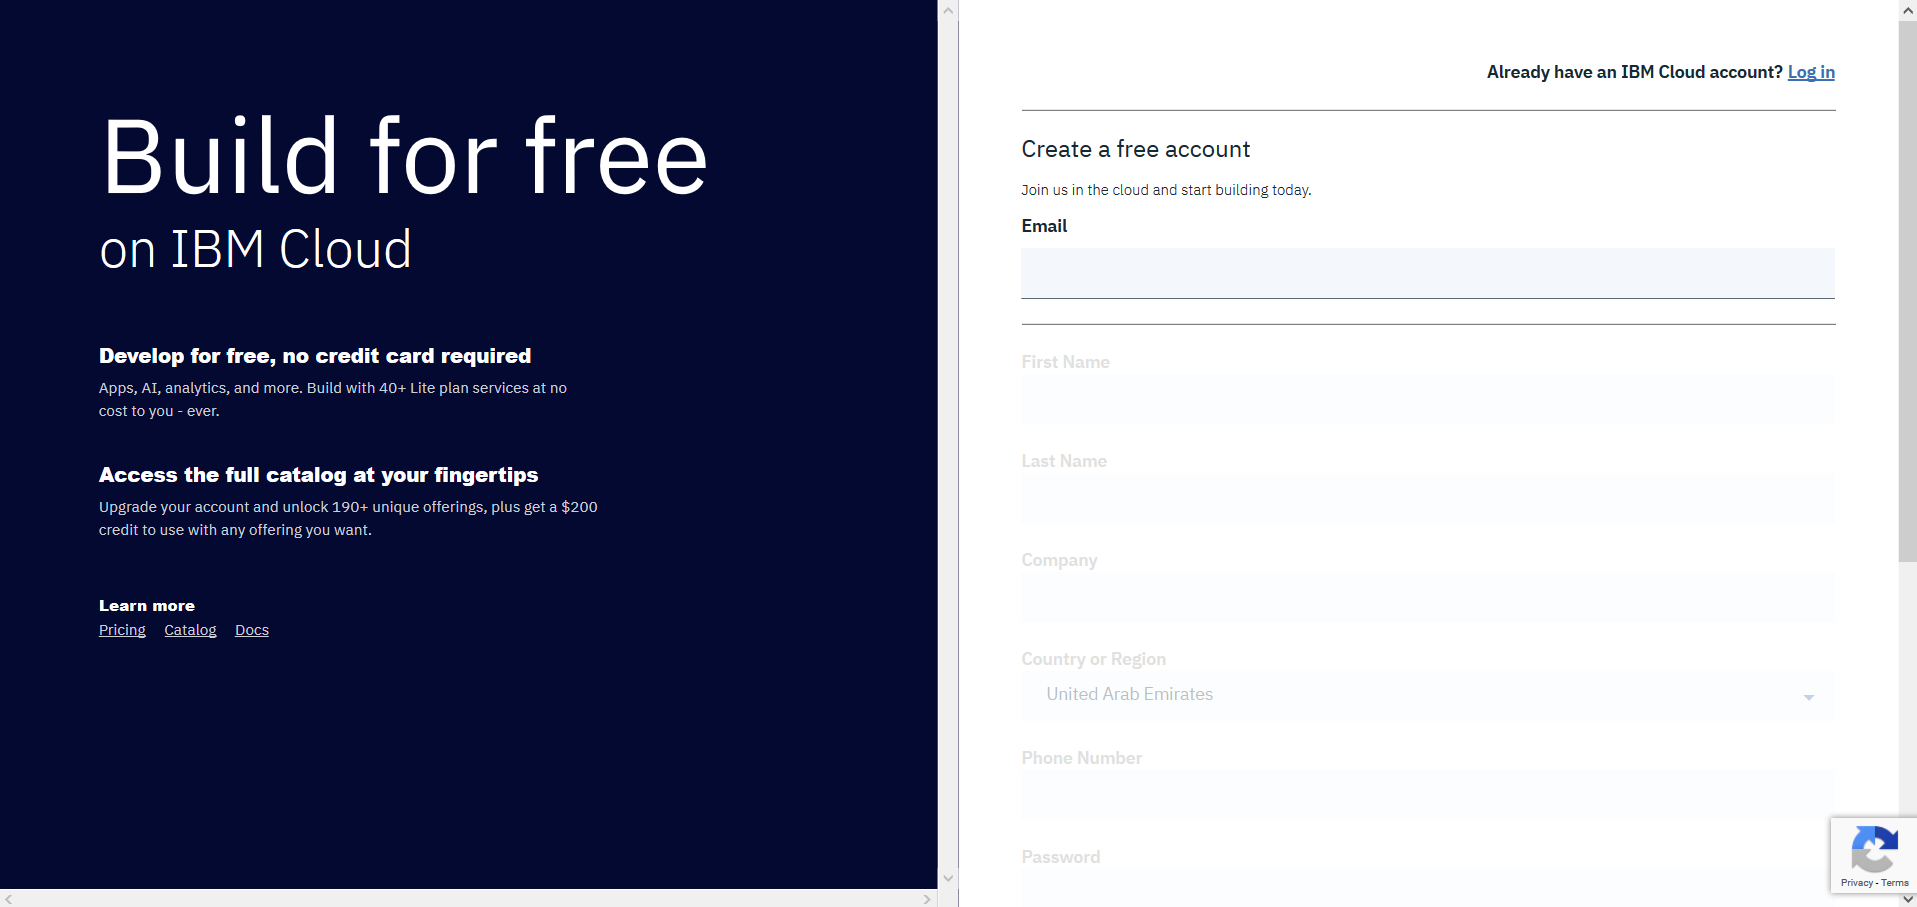 Build for free
on IBM Cloud
Develop for free, no credit card required
Apps, AI, analytics, and more. Build with 40+ Lite plan services at no
cost to you - ever.
Access the full catalog at your fingertips
Upgrade your account and unlock 190+ unique offerings, plus get a $200
credit to use with any offering you want.
Learn more
Pricing Catalog Docs
Already have an IBM Cloud account? Log in
Create a free account
Join us in the cloud and start building today.
Email
First Name
Last Name
Company
Country or Region
United Arab Emirates
Phone Number
Password
Privacy - Terms